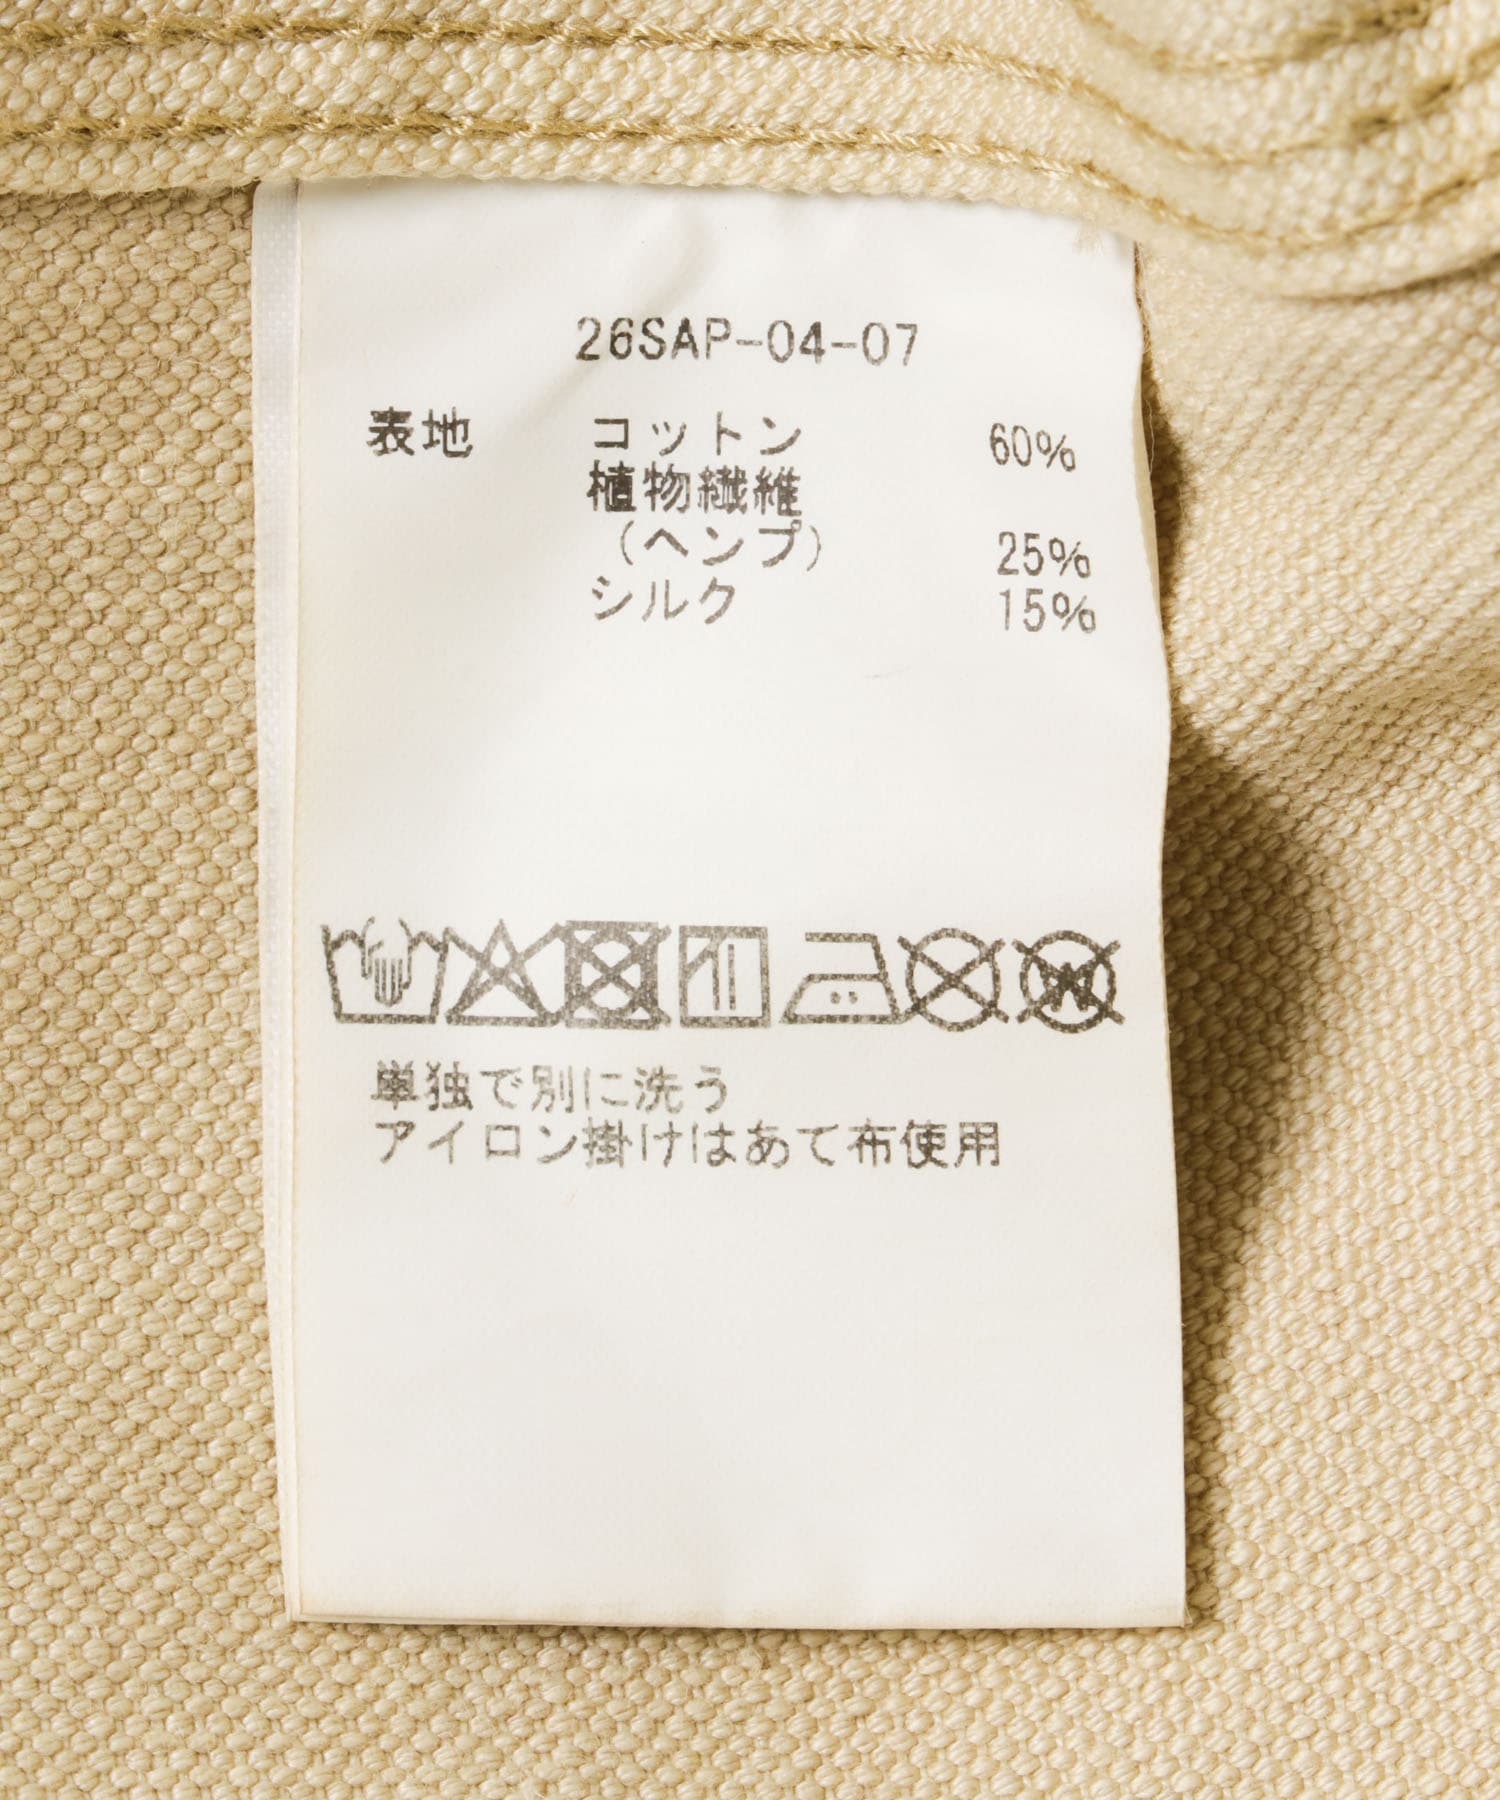 26SAP-04-07
表地 コットン 60%
植物繊維
（ヘンプ） 25%
シルク 15%
単独で別に洗う
アイロン掛けはあて布使用